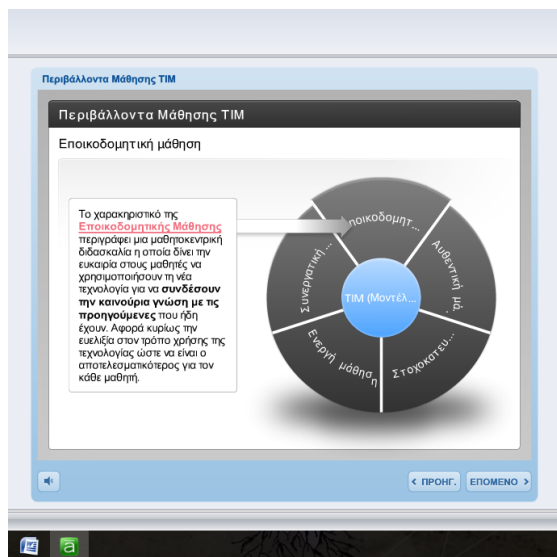 Περιβάλλοντα Μάθησης ΤΙΜ
Περιβάλλοντα Μάθησης ΤΙΜ
Εποικοδομητική μάθηση
Το χαρακηριστικό της
Εποικοδομητικής Μάθησης
περιγράφει μια μαθητοκεντρική
διδασκαλία η οποία δίνει την
ευκαιρία στους μαθητές να
χρησιμοποιήσουν τη νέα
τεχνολογία για να συνδέσουν
την καινούρια γνώση με τις
προηγούμενες που ήδη
έχουν. Αφορά κυρίως την
ευελιξία στον τρόπο χρήσης της
τεχνολογίας ώστε να είναι ο
αποτελεσματικότερος για τον
κάθε μαθητή.
ποικοδομητ...
Αυθεντική μά.
Στοχοκατευ...
Ενεργή μάθηση
Συνεργατική ...
TIM (Μοντέλ...
< ΠΡΟΗΓ.
ΕΠΟΜΕΝΟ >